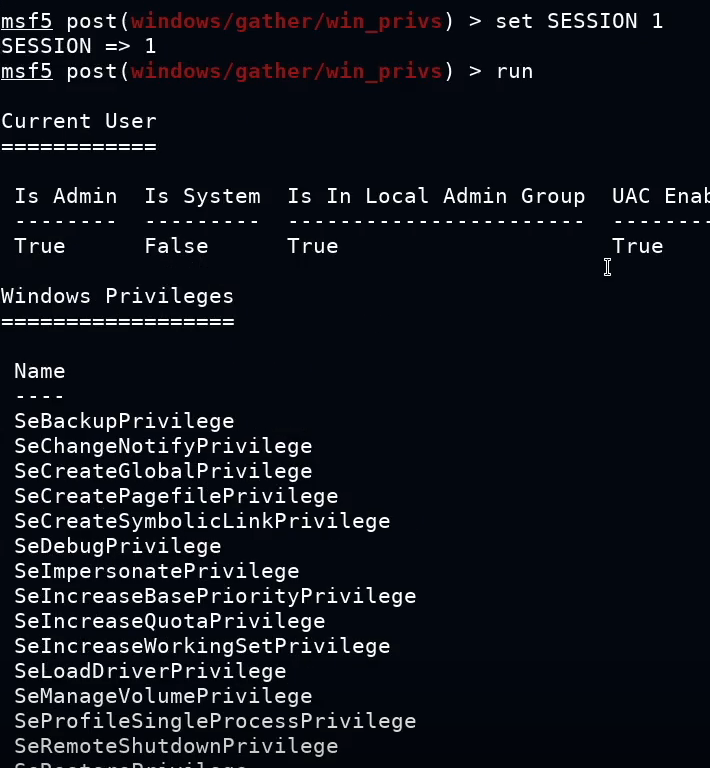 msf5 post(windows/gather/win_privs) > set SESSION 1
SESSION => 1
msf5 post(windows/gather/win_privs) > run
Current User
============
Is Admin  Is System  Is In Local Admin Group  UAC Enab
--------  ---------  -----------------------  --------
True      False      True                     True
Windows Privileges
==================
Name
----
SeBackupPrivilege
SeChangeNotifyPrivilege
SeCreateGlobalPrivilege
SeCreatePagefilePrivilege
SeCreateSymbolicLinkPrivilege
SeDebugPrivilege
SeImpersonatePrivilege
SeIncreaseBasePriorityPrivilege
SeIncreaseQuotaPrivilege
SeIncreaseWorkingSetPrivilege
SeLoadDriverPrivilege
SeManageVolumePrivilege
SeProfileSingleProcessPrivilege
SeRemoteShutdownPrivilege